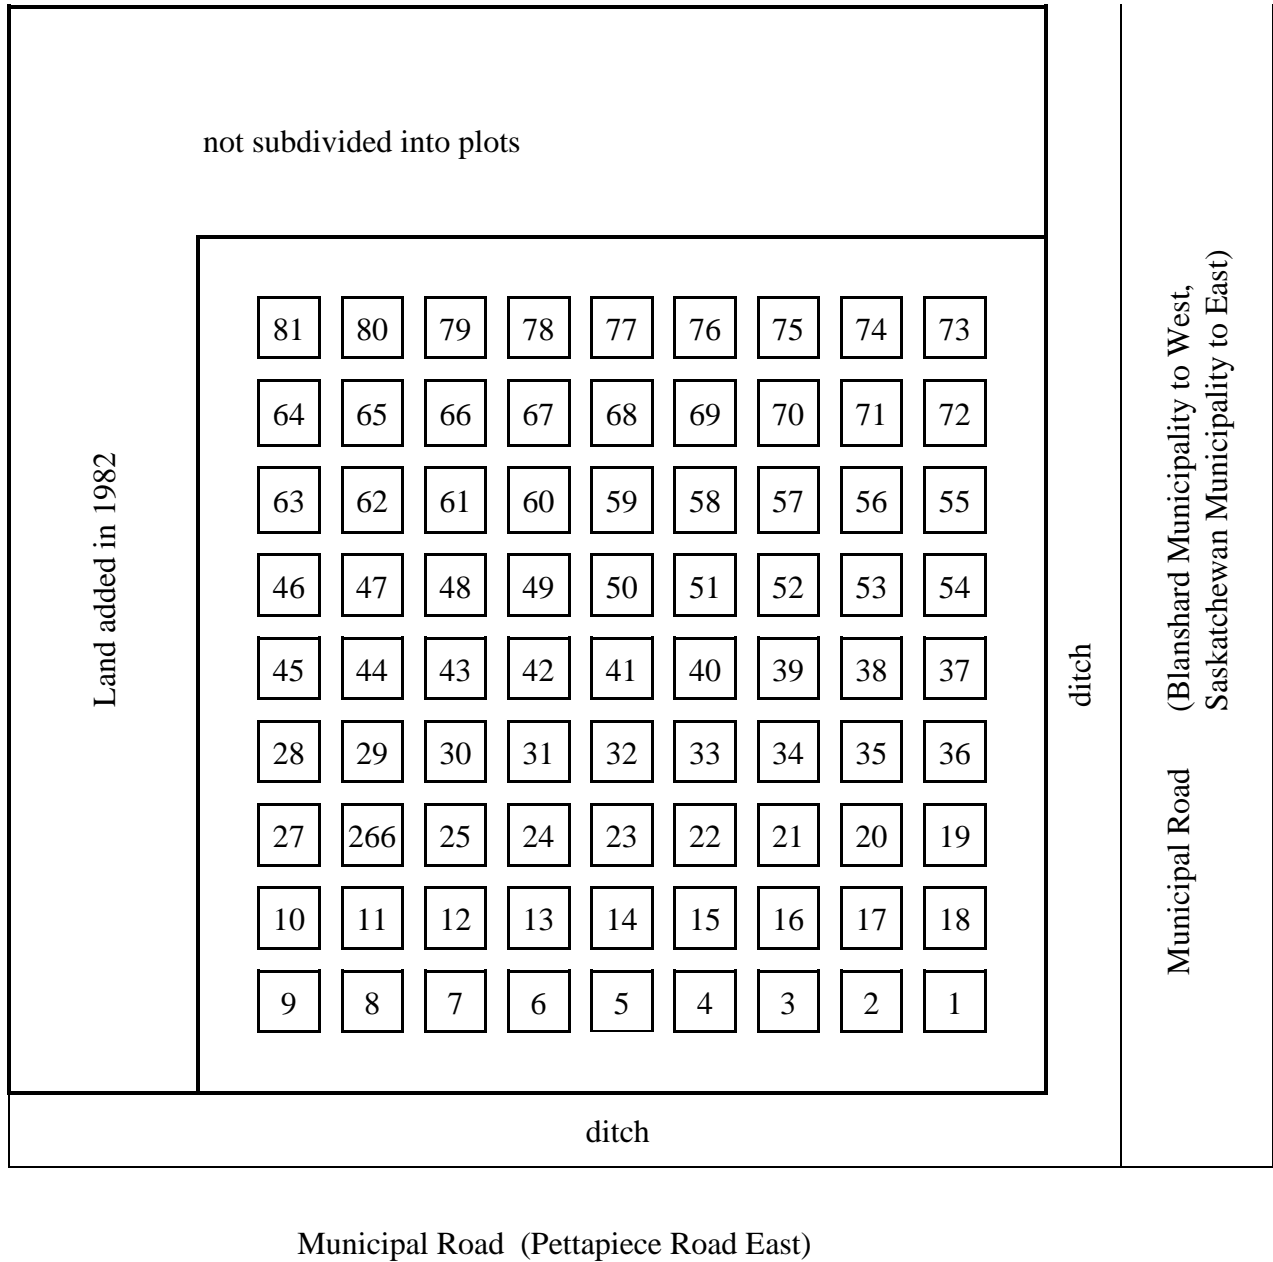 not subdivided into plots
81 80 79 78 77 76 75 74 73
64 65 66 67 68 69 70 71 72
63 62 61 60 59 58 57 56 55
46 47 48 49 50 51 52 53 54
45 44 43 42 41 40 39 38 37
28 29 30 31 32 33 34 35 36
27 266 25 24 23 22 21 20 19
10 11 12 13 14 15 16 17 18
9 8 7 6 5 4 3 2 1
Land added in 1982
ditch
Municipal Road (Blanshard Municipality to West,
Saskatchewan Municipality to East)
ditch
Municipal Road (Pettapiece Road East)